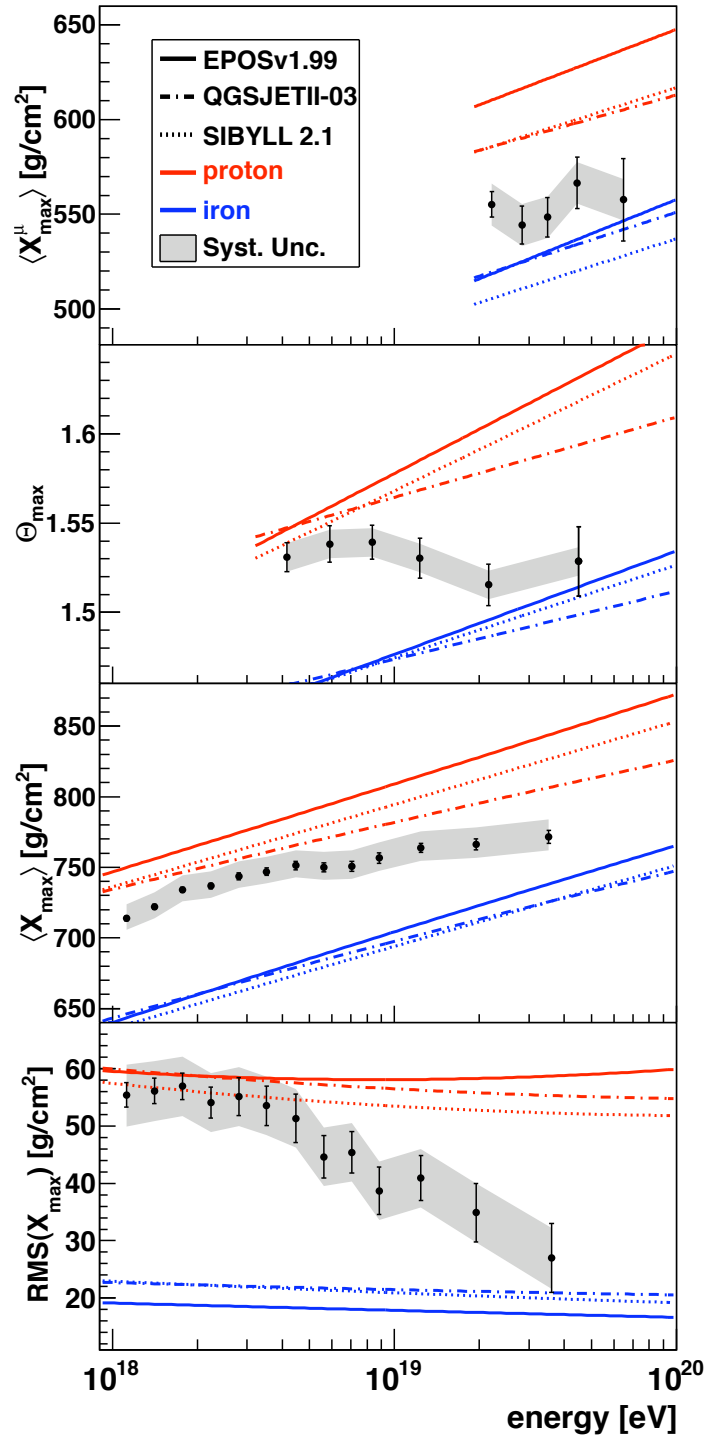 650
600
550
500
⟨X^μ_max⟩ [g/cm²]
EPOSv1.99
QGSJETII-03
SIBYLL 2.1
proton
iron
Syst. Unc.
1.6
1.55
1.5
Θ_max
850
800
750
700
650
⟨X_max⟩ [g/cm²]
60
50
40
30
20
RMS(X_max) [g/cm²]
10^18
10^19
10^20
energy [eV]